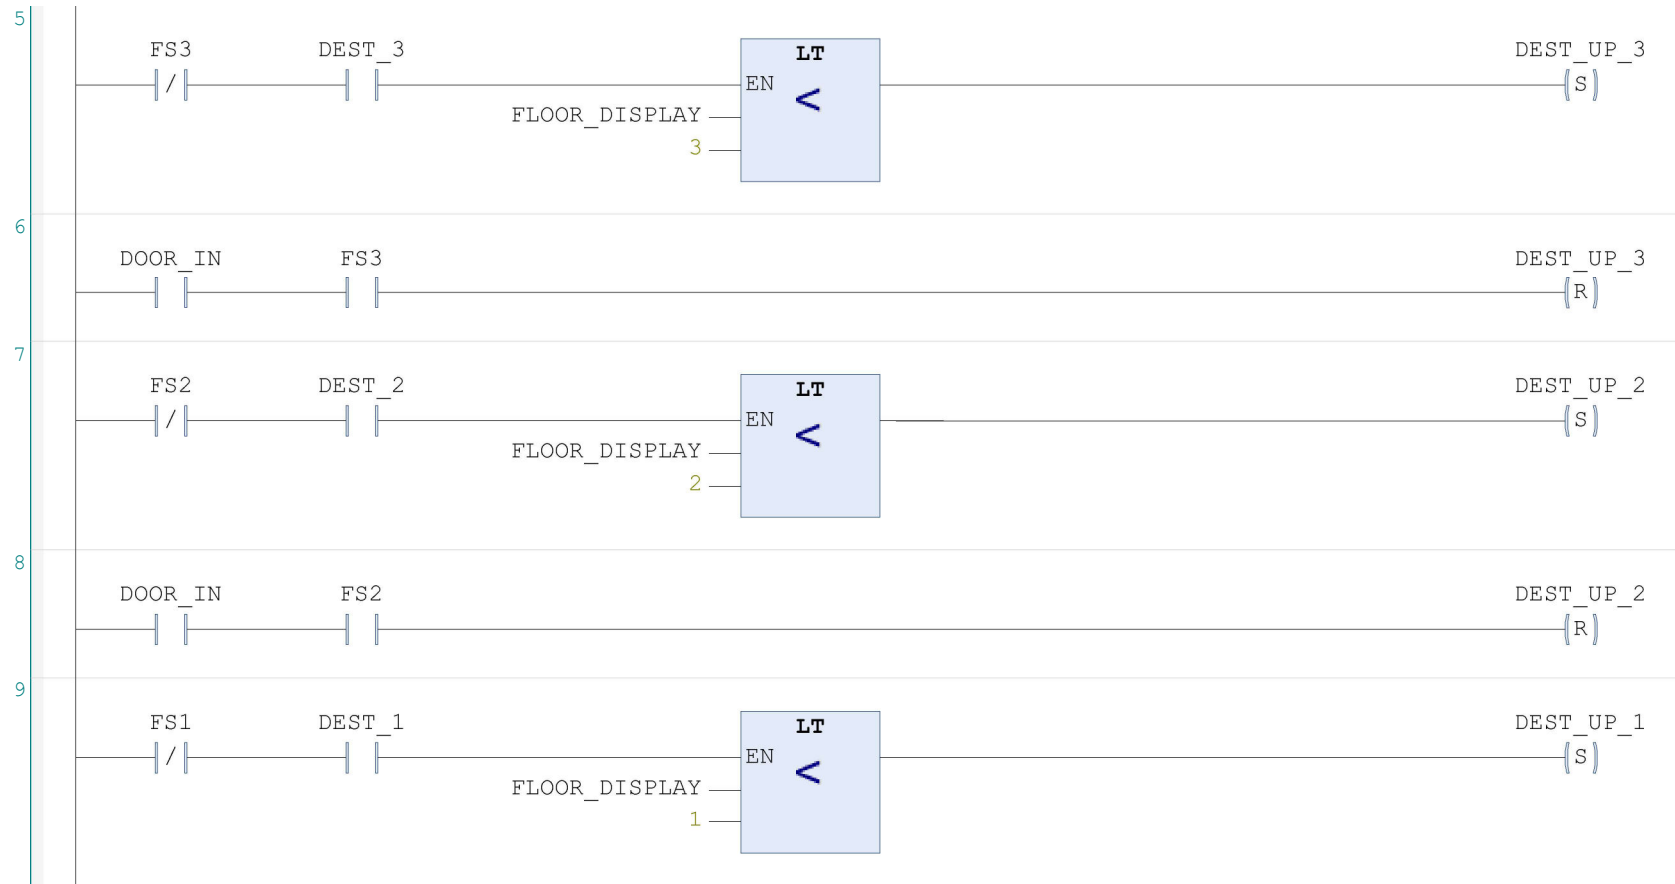 5
FS3 DEST_3 LT DEST_UP_3
/ EN < S
FLOOR_DISPLAY
3
6
DOOR_IN FS3 DEST_UP_3
R
7
FS2 DEST_2 LT DEST_UP_2
/ EN < S
FLOOR_DISPLAY
2
8
DOOR_IN FS2 DEST_UP_2
R
9
FS1 DEST_1 LT DEST_UP_1
/ EN < S
FLOOR_DISPLAY
1